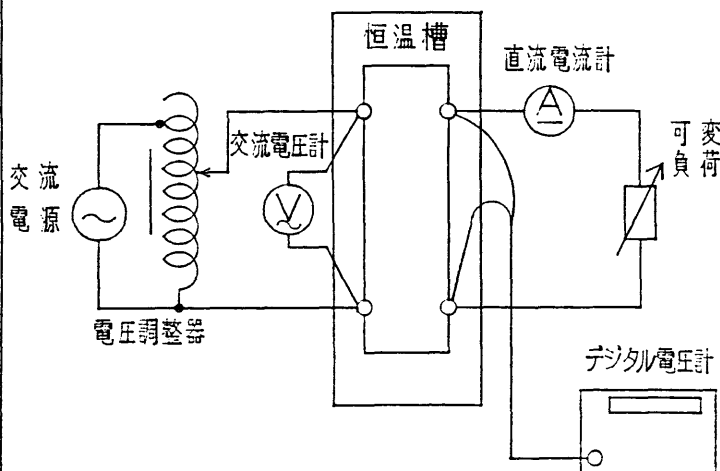 恒温槽
直流電流計
A
可変
負荷
交流電圧計
V
交流
電源
電圧調整器
デジタル電圧計